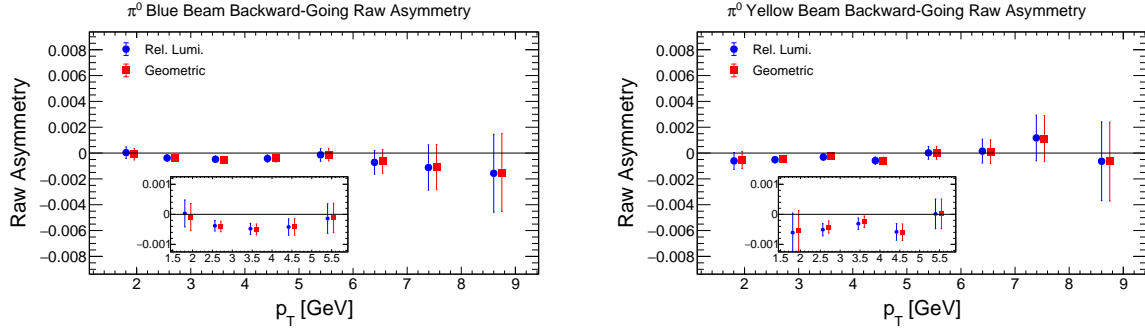 π⁰ Blue Beam Backward-Going Raw Asymmetry
Raw Asymmetry
0.008
0.006
0.004
0.002
0
−0.002
−0.004
−0.006
−0.008
Rel. Lumi.
Geometric
0.001
0
−0.001
1.5 2 2.5 3 3.5 4 4.5 5 5.5
2 3 4 5 6 7 8 9
p_T [GeV]
π⁰ Yellow Beam Backward-Going Raw Asymmetry
Raw Asymmetry
0.008
0.006
0.004
0.002
0
−0.002
−0.004
−0.006
−0.008
Rel. Lumi.
Geometric
0.001
0
−0.001
1.5 2 2.5 3 3.5 4 4.5 5 5.5
2 3 4 5 6 7 8 9
p_T [GeV]